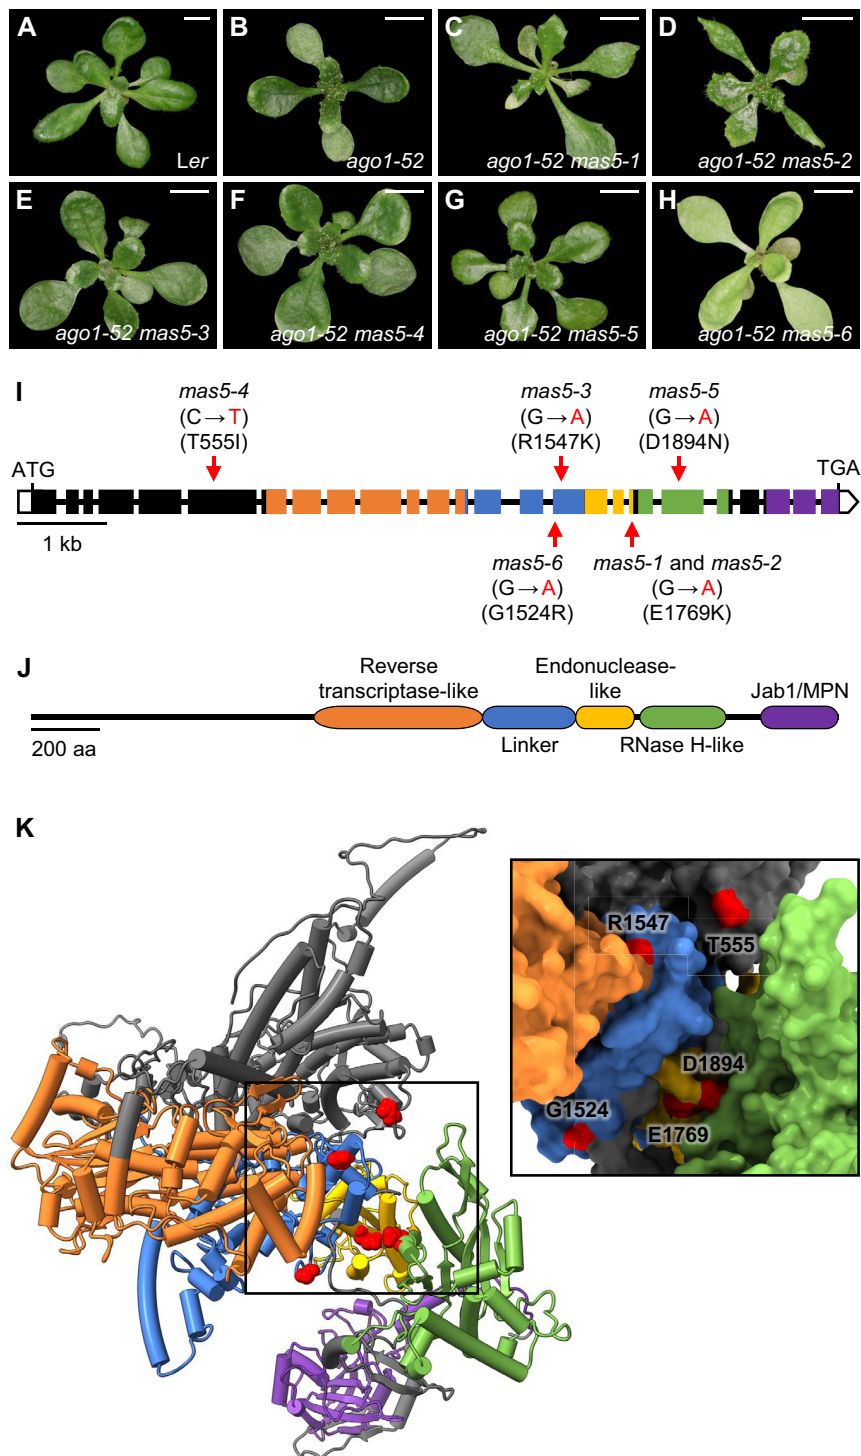 A
Ler
B
ago1-52
C
ago1-52 mas5-1
D
ago1-52 mas5-2
E
ago1-52 mas5-3
F
ago1-52 mas5-4
G
ago1-52 mas5-5
H
ago1-52 mas5-6
I
mas5-4
(C→T)
(T555I)
mas5-3
(G→A)
(R1547K)
mas5-5
(G→A)
(D1894N)
ATG
TGA
1 kb
mas5-6
(G→A)
(G1524R)
mas5-1 and mas5-2
(G→A)
(E1769K)
J
Reverse
transcriptase-like
Endonuclease-
like
Jab1/MPN
200 aa
Linker
RNase H-like
K
R1547
T555
D1894
G1524
E1769